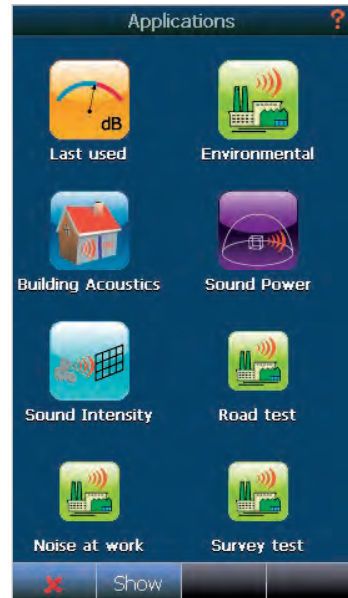 Applications ?
dB
Last used Environmental
Building Acoustics Sound Power
Sound Intensity Road test
Noise at work Survey test
Show